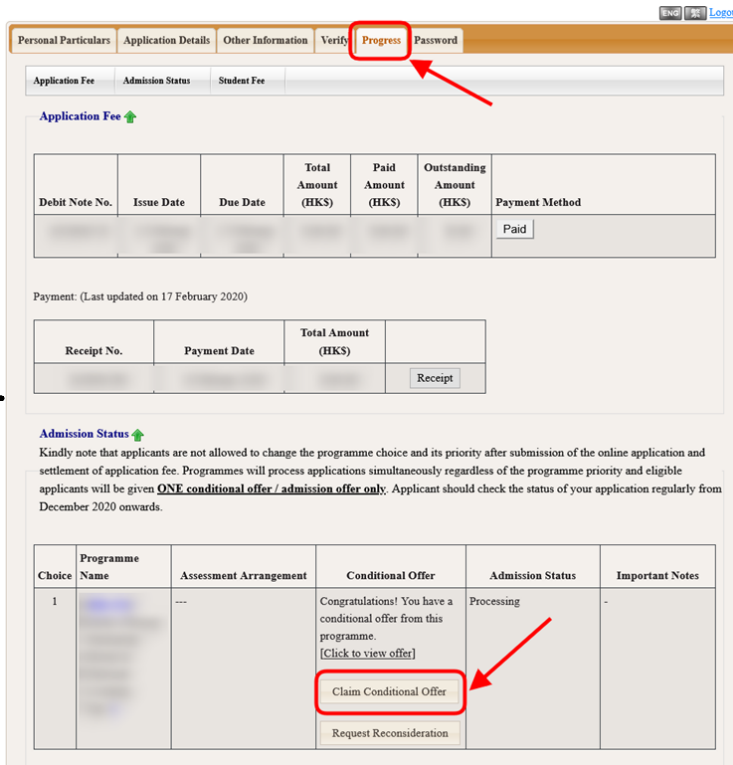 ENG 繁 Logou
Personal Particulars Application Details Other Information Verify Progress Password
Application Fee Admission Status Student Fee
Application Fee
Debit Note No. Issue Date Due Date Total Amount (HK$) Paid Amount (HK$) Outstanding Amount (HK$) Payment Method
Paid
Payment: (Last updated on 17 February 2020)
Receipt No. Payment Date Total Amount (HK$)
Receipt
Admission Status
Kindly note that applicants are not allowed to change the programme choice and its priority after submission of the online application and
settlement of application fee. Programmes will process applications simultaneously regardless of the programme priority and eligible
applicants will be given ONE conditional offer / admission offer only. Applicant should check the status of your application regularly from
December 2020 onwards.
Choice Programme Name Assessment Arrangement Conditional Offer Admission Status Important Notes
1 --- Congratulations! You have a Processing -
conditional offer from this
programme.
[Click to view offer]
Claim Conditional Offer
Request Reconsideration